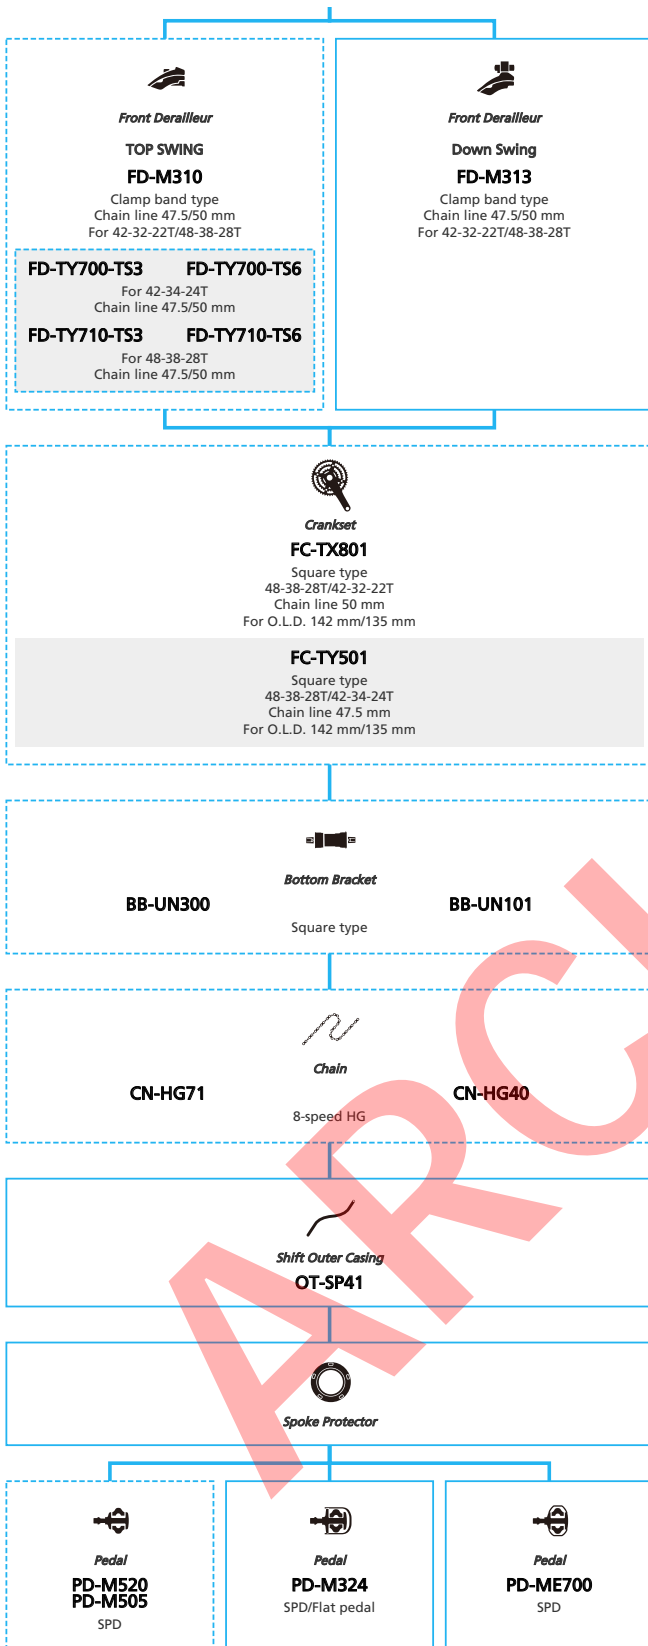 Front Derailleur
TOP SWING
FD-M310
Clamp band type
Chain line 47.5/50 mm
For 42-32-22T/48-38-28T
FD-TY700-TS3 FD-TY700-TS6
For 42-34-24T
Chain line 47.5/50 mm
FD-TY710-TS3 FD-TY710-TS6
For 48-38-28T
Chain line 47.5/50 mm
Front Derailleur
Down Swing
FD-M313
Clamp band type
Chain line 47.5/50 mm
For 42-32-22T/48-38-28T
Crankset
FC-TX801
Square type
48-38-28T/42-32-22T
Chain line 50 mm
For O.L.D. 142 mm/135 mm
FC-TY501
Square type
48-38-28T/42-34-24T
Chain line 47.5 mm
For O.L.D. 142 mm/135 mm
Bottom Bracket
BB-UN300 BB-UN101
Square type
Chain
CN-HG71 CN-HG40
8-speed HG
Shift Outer Casing
OT-SP41
Spoke Protector
Pedal
PD-M520
PD-M505
SPD
Pedal
PD-M324
SPD/Flat pedal
Pedal
PD-ME700
SPD